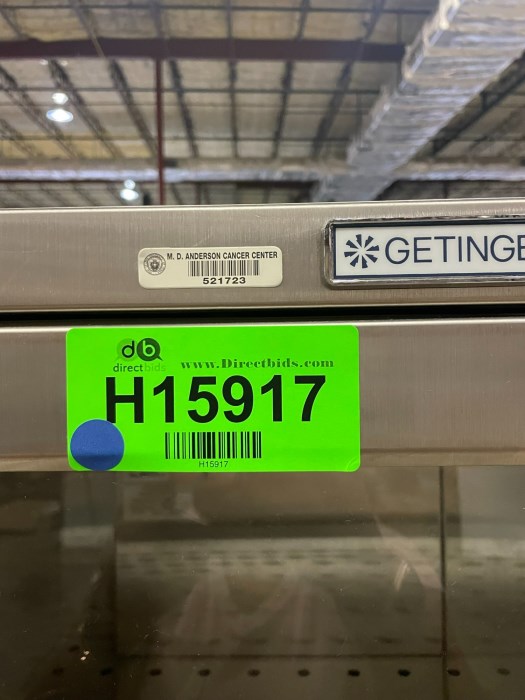 M. D. ANDERSON CANCER CENTER
521723
GETINGE
db
directbids
www.Directbids.com
H15917
H15917